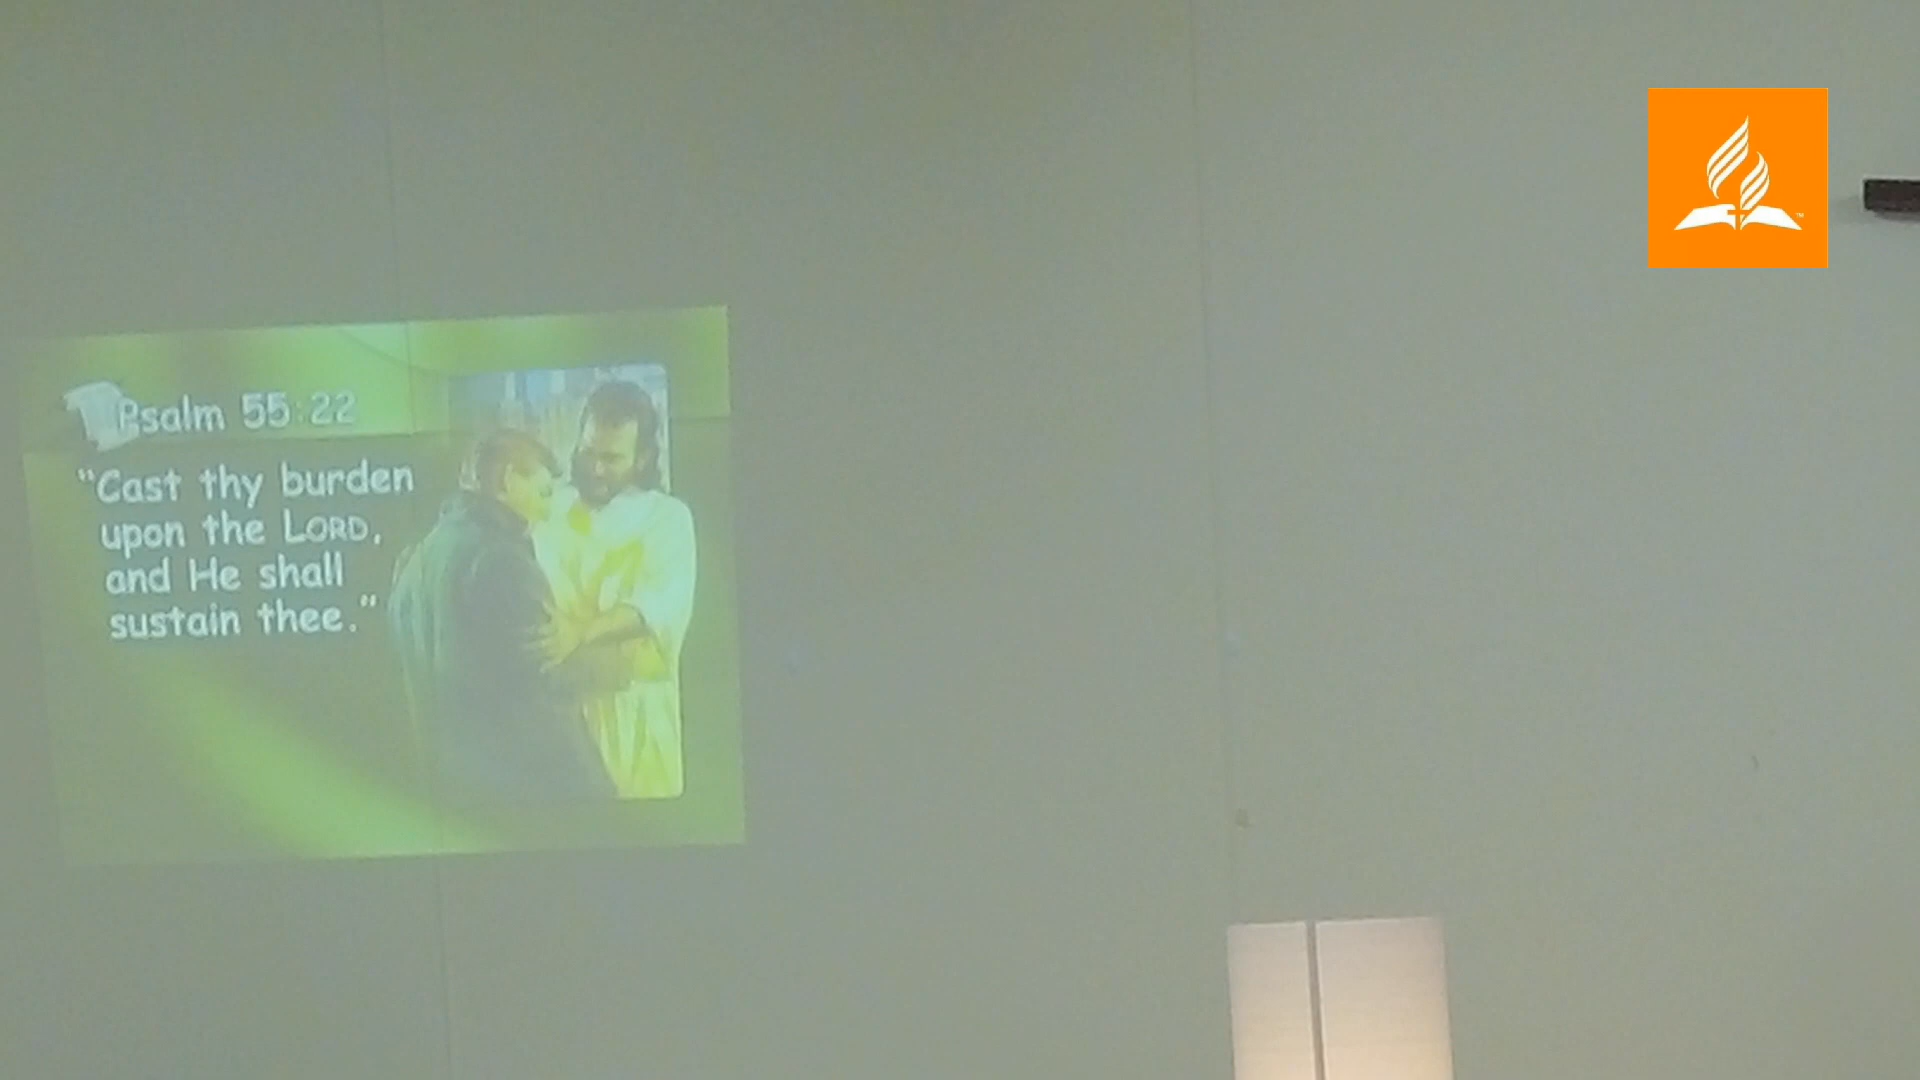 Psalm 55:22
"Cast thy burden
upon the LORD,
and He shall
sustain thee."